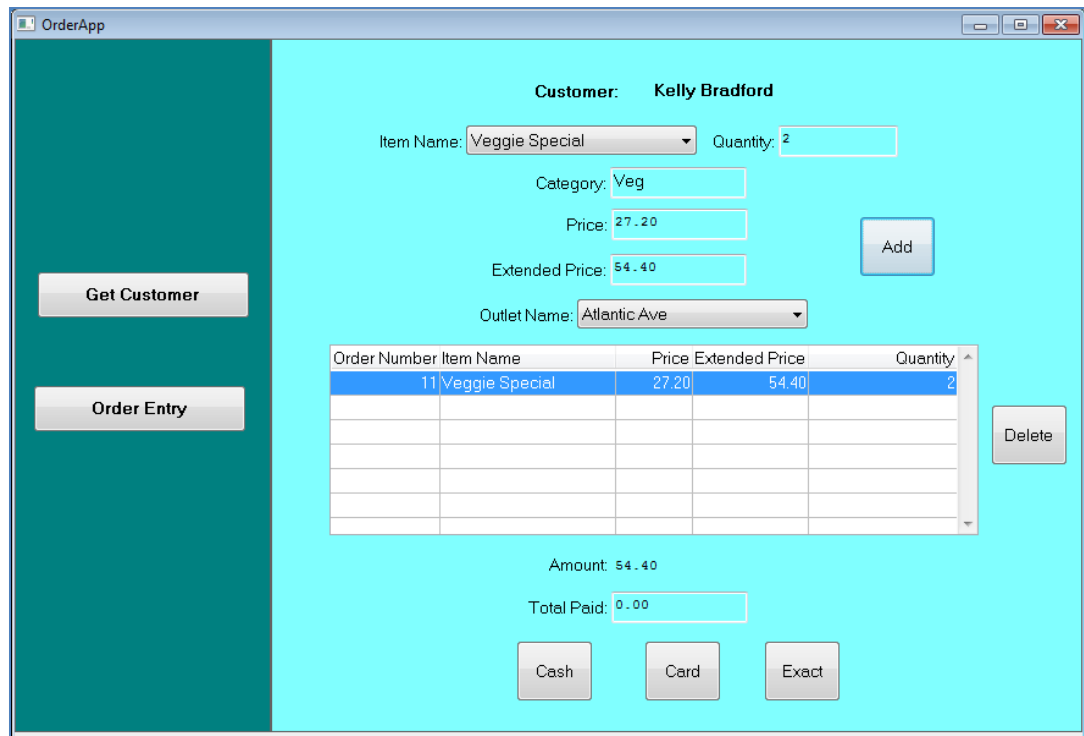 OrderApp
Customer: Kelly Bradford
Item Name: Veggie Special Quantity: 2
Category: Veg
Price: 27.20
Add
Extended Price: 54.40
Get Customer
Outlet Name: Atlantic Ave
Order Number Item Name Price Extended Price Quantity
11 Veggie Special 27.20 54.40 2
Order Entry
Delete
Amount: 54.40
Total Paid: 0.00
Cash Card Exact